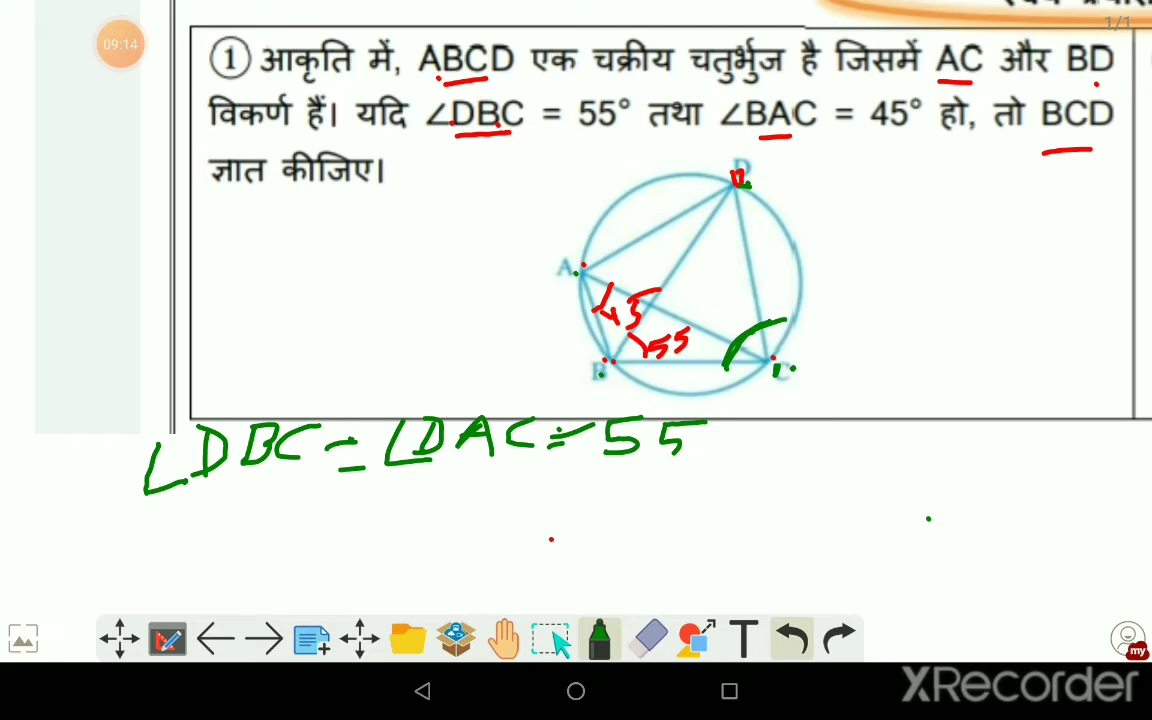 09:14
1/1
① आकृति में, ABCD एक चक्रीय चतुर्भुज है जिसमें AC और BD
विकर्ण हैं। यदि ∠DBC = 55° तथा ∠BAC = 45° हो, तो BCD
ज्ञात कीजिए।
D
A
45
55
B
C
∠DBC = ∠DAC = 55
T
my
XRecorder